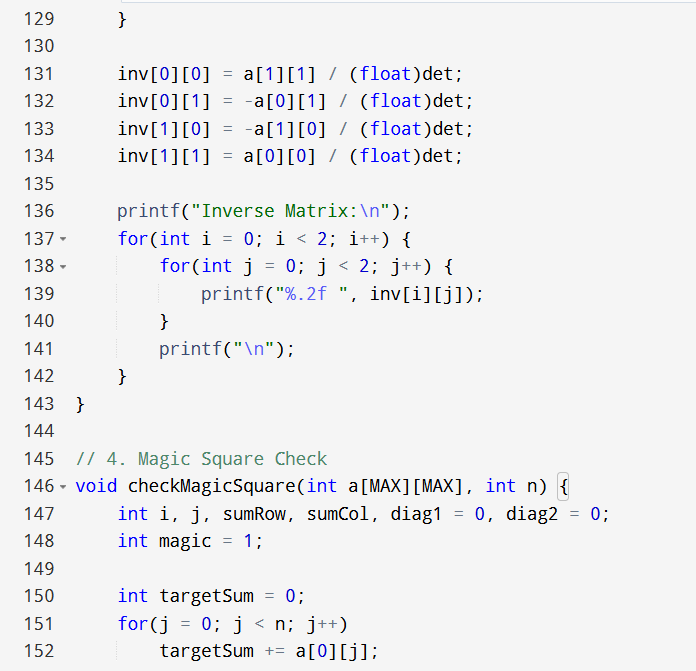 129     }
130
131     inv[0][0] = a[1][1] / (float)det;
132     inv[0][1] = -a[0][1] / (float)det;
133     inv[1][0] = -a[1][0] / (float)det;
134     inv[1][1] = a[0][0] / (float)det;
135
136     printf("Inverse Matrix:\n");
137     for(int i = 0; i < 2; i++) {
138         for(int j = 0; j < 2; j++) {
139             printf("%.2f ", inv[i][j]);
140         }
141         printf("\n");
142     }
143 }
144
145 // 4. Magic Square Check
146 void checkMagicSquare(int a[MAX][MAX], int n) {
147     int i, j, sumRow, sumCol, diag1 = 0, diag2 = 0;
148     int magic = 1;
149
150     int targetSum = 0;
151     for(j = 0; j < n; j++)
152         targetSum += a[0][j];